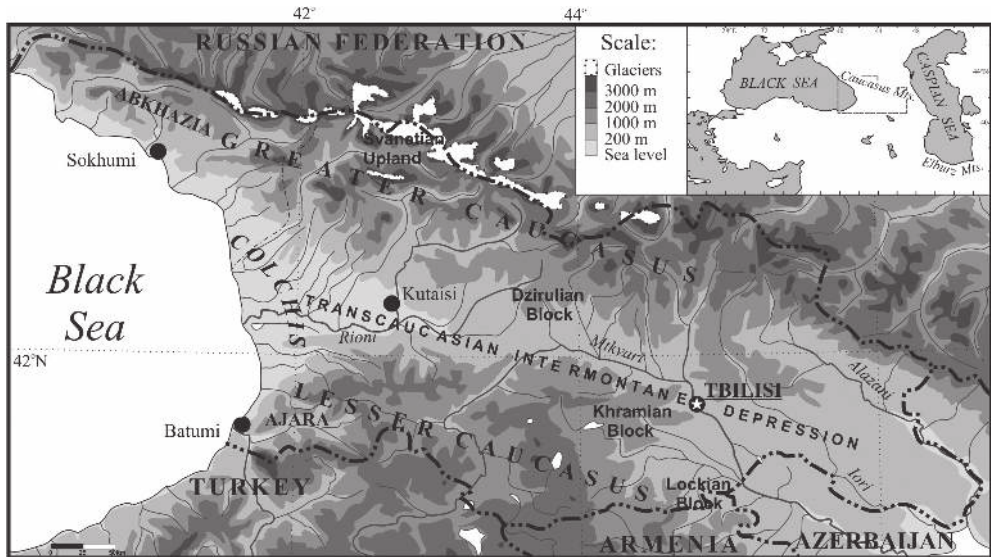 42°
44°
RUSSIAN FEDERATION
ABKHAZIA
Sokhumi
GREATER CAUCASUS
Svanetian
Upland
Scale:
Glaciers
3000 m
2000 m
1000 m
200 m
Sea level
BLACK SEA
Caucasus Mts.
CASPIAN SEA
Elburz Mts.
Black
Sea
COLCHIS
Kutaisi
Rioni
TRANSCAUCASIAN INTERMONTANE DEPRESSION
Dzirulian
Block
Mtkvari
42°N
TBILISI
Alazani
LESSER CAUCASUS
Khramian
Block
AJARA
Batumi
Iori
Lockian
Block
TURKEY
ARMENIA
AZERBAIJAN